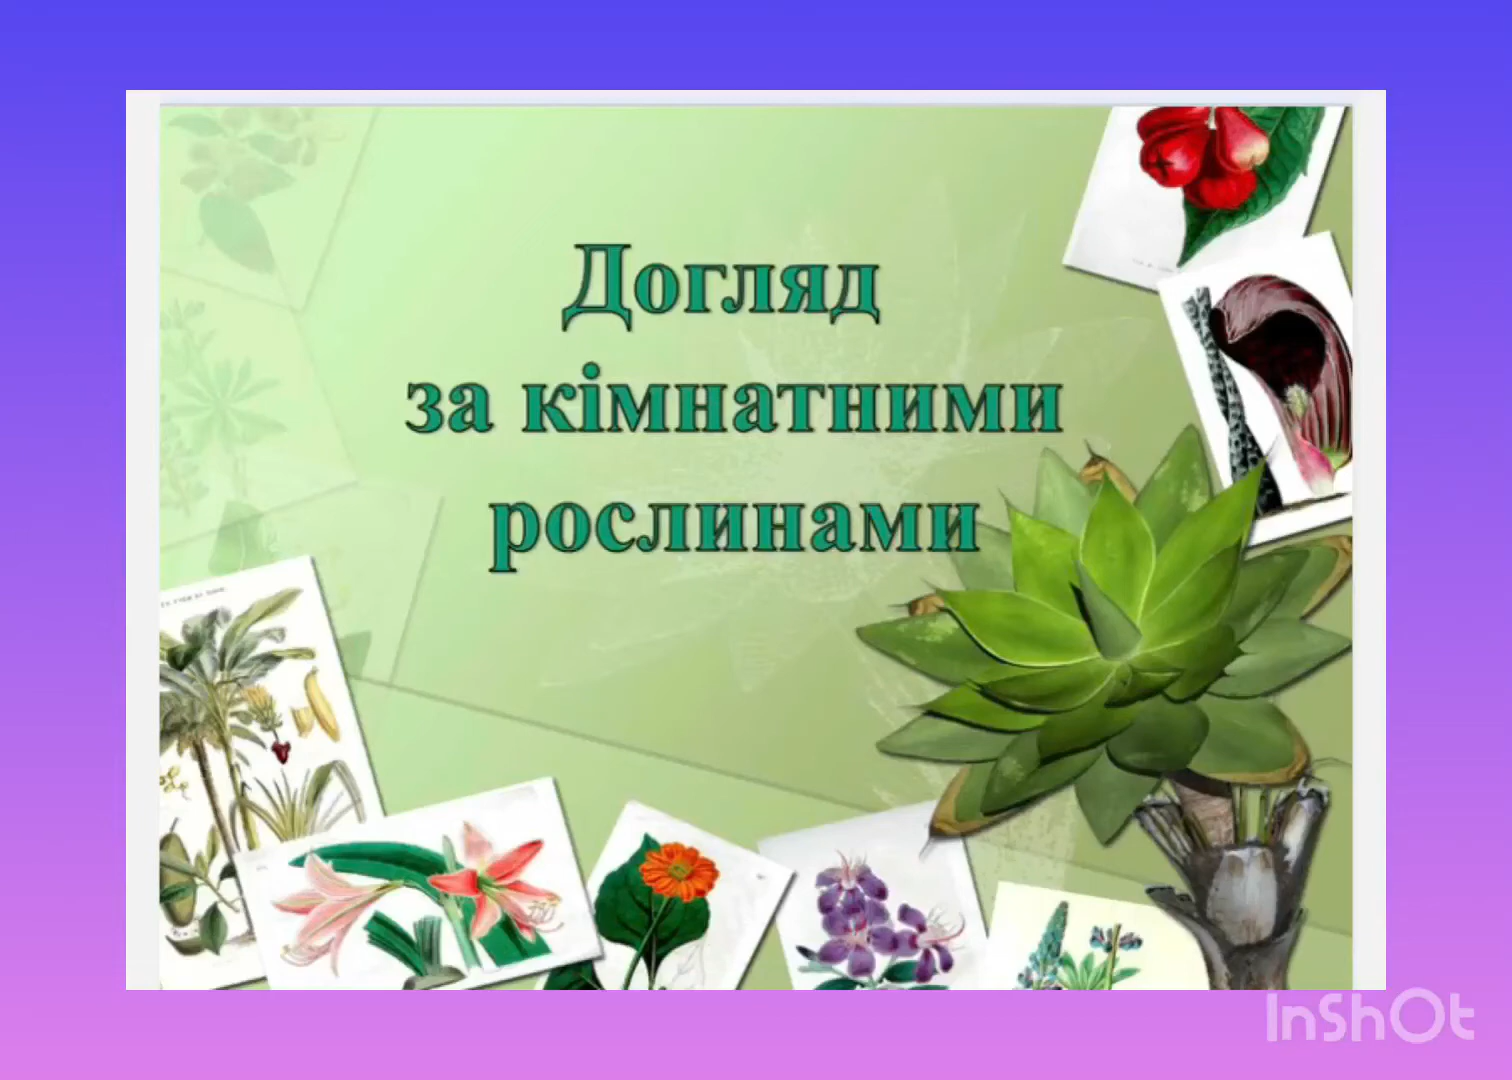 Догляд
за кімнатними
рослинами
InShOt